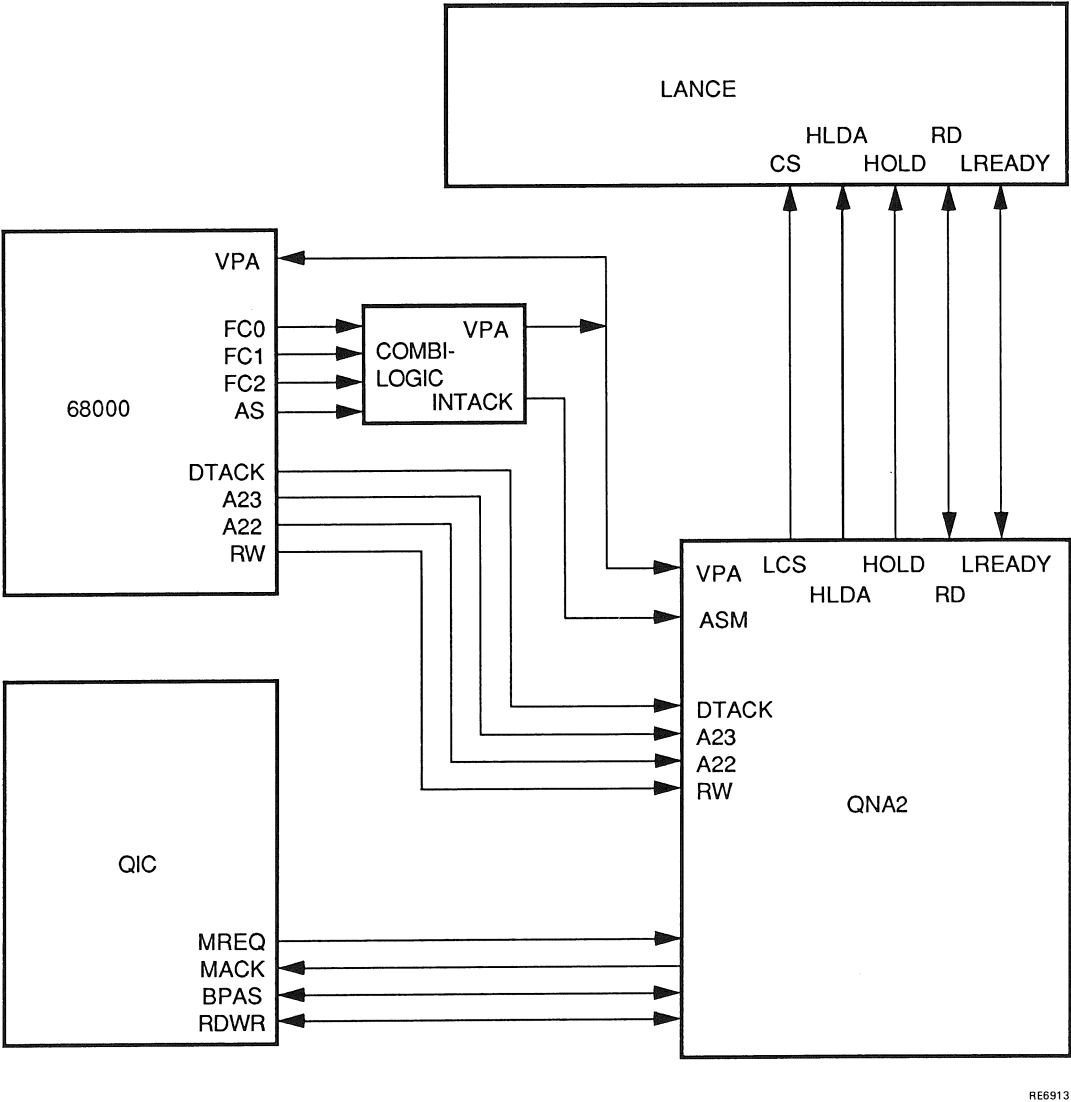 LANCE
HLDA RD
CS HOLD LREADY
VPA
FC0
FC1
FC2
AS
68000
DTACK
A23
A22
RW
VPA
COMBI-
LOGIC
INTACK
LCS HOLD LREADY
HLDA RD
VPA
ASM
DTACK
A23
A22
RW
QNA2
QIC
MREQ
MACK
BPAS
RDWR
RE6913